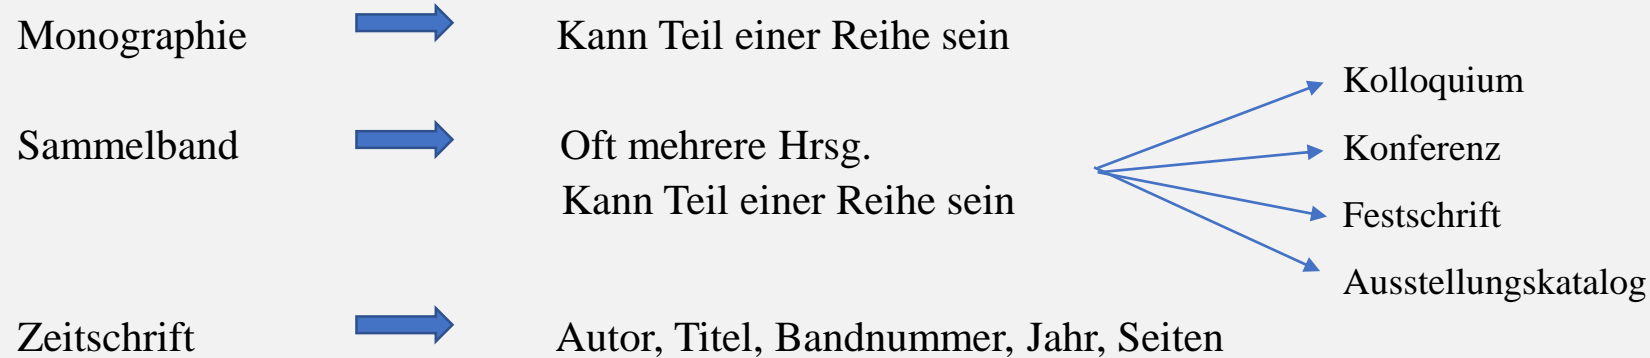 Monographie
Kann Teil einer Reihe sein
Sammelband
Oft mehrere Hrsg.
Kann Teil einer Reihe sein
Kolloquium
Konferenz
Festschrift
Ausstellungskatalog
Zeitschrift
Autor, Titel, Bandnummer, Jahr, Seiten